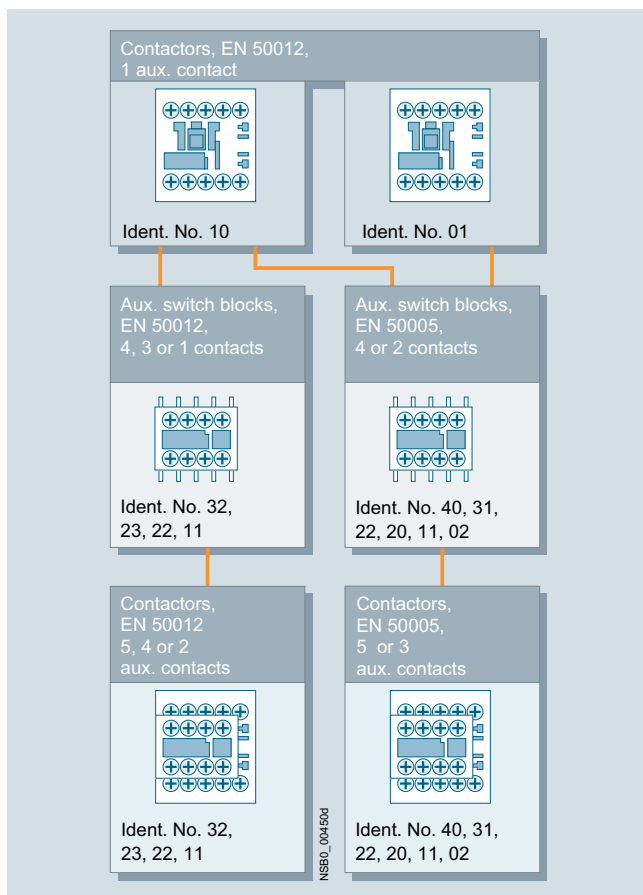 Contactors, EN 50012,
1 aux. contact
Ident. No. 10
Ident. No. 01
Aux. switch blocks,
EN 50012,
4, 3 or 1 contacts
Aux. switch blocks,
EN 50005,
4 or 2 contacts
Ident. No. 32,
23, 22, 11
Ident. No. 40, 31,
22, 20, 11, 02
Contactors,
EN 50012
5, 4 or 2
aux. contacts
Contactors,
EN 50005,
5 or 3
aux. contacts
Ident. No. 32,
23, 22, 11
Ident. No. 40, 31,
22, 20, 11, 02
NSB0_00450d